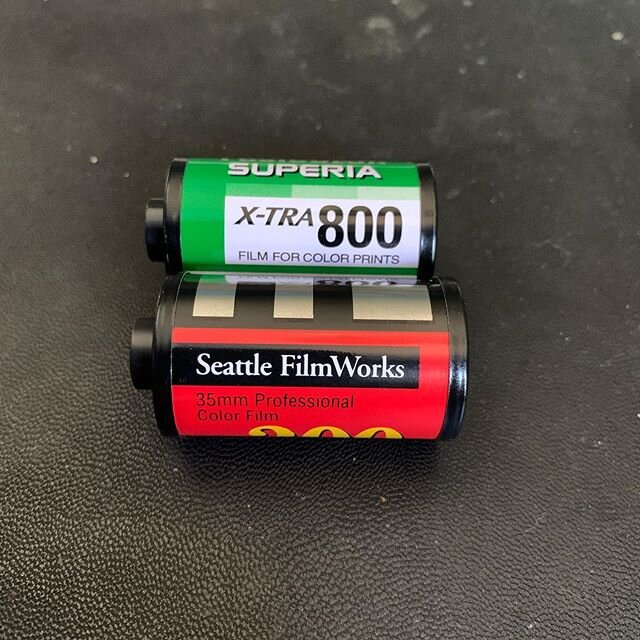 SUPERIA
X-TRA 800
FILM FOR COLOR PRINTS
Seattle FilmWorks
35mm Professional
Color Film